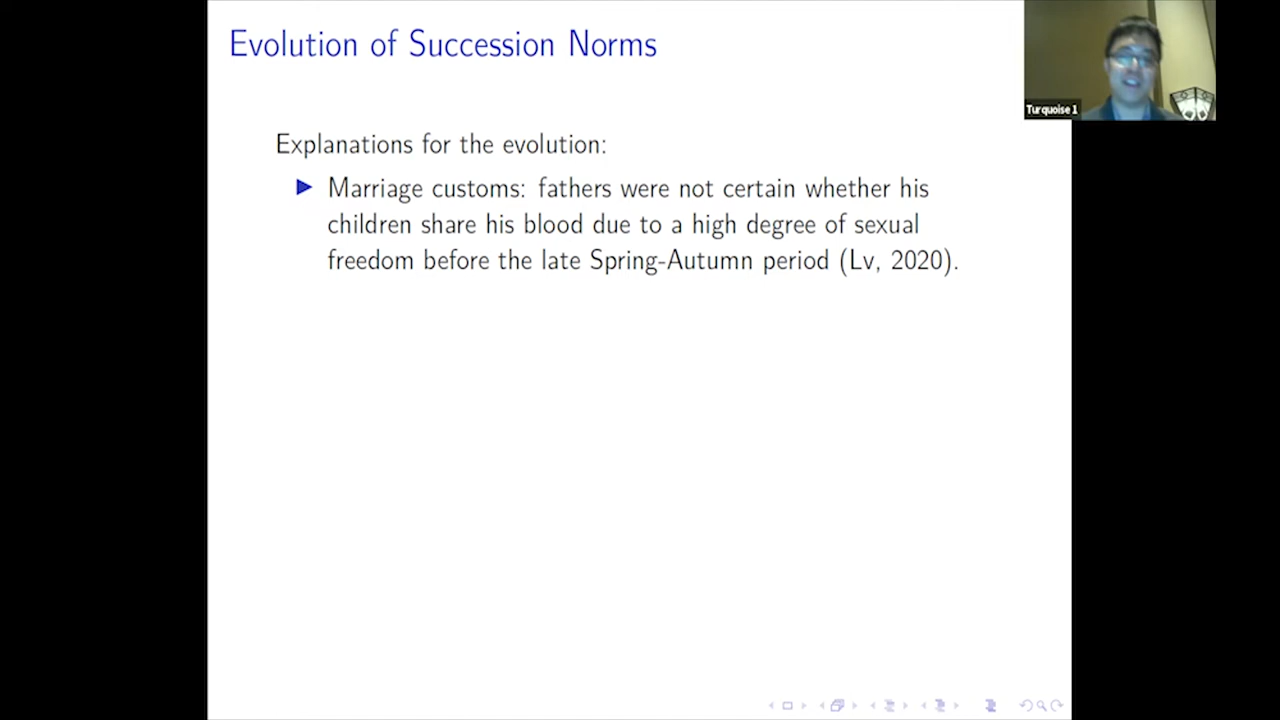 Evolution of Succession Norms
Turquoise 1
Explanations for the evolution:
Marriage customs: fathers were not certain whether his
children share his blood due to a high degree of sexual
freedom before the late Spring-Autumn period (Lv, 2020).